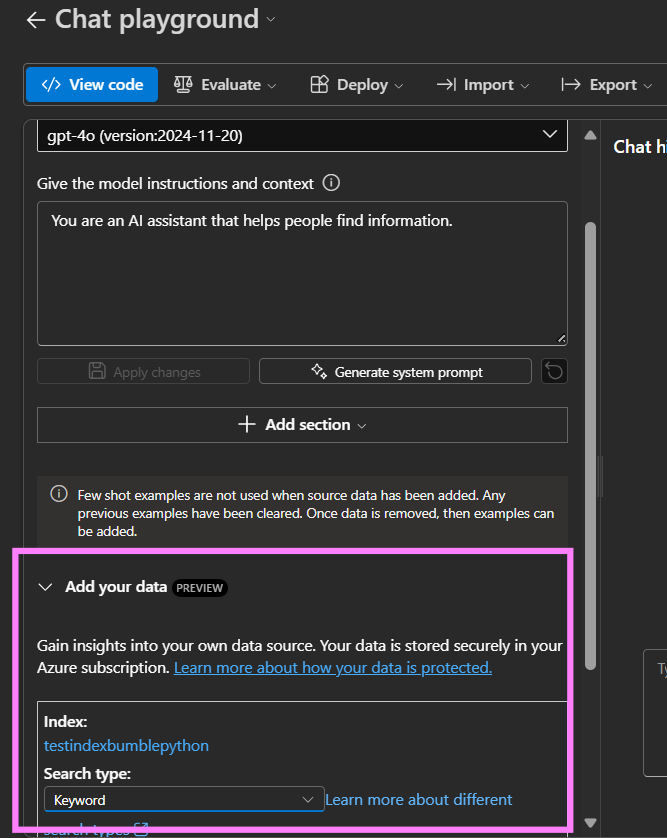 Chat playground
View code Evaluate Deploy Import Export
gpt-4o (version:2024-11-20)
Chat hi
Give the model instructions and context
You are an AI assistant that helps people find information.
Apply changes Generate system prompt
Add section
Few shot examples are not used when source data has been added. Any
previous examples have been cleared. Once data is removed, then examples can
be added.
Add your data PREVIEW
Gain insights into your own data source. Your data is stored securely in your
Azure subscription. Learn more about how your data is protected.
Ty
Index:
testindexbumblepython
Search type:
Keyword Learn more about different
search types